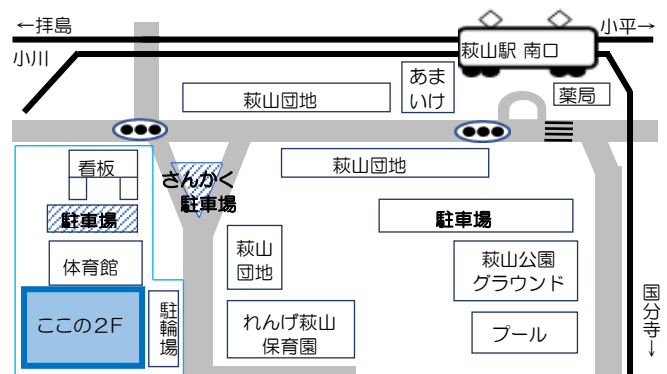 ←拝島
小平→
小川
萩山駅 南口
あま
いけ
萩山団地
薬局
看板
さんかく
駐車場
萩山団地
駐車場
駐車場
体育館
萩山
団地
萩山公園
グラウンド
ここの２F
駐
輪
場
れんげ萩山
保育園
プール
国
分
寺
↓